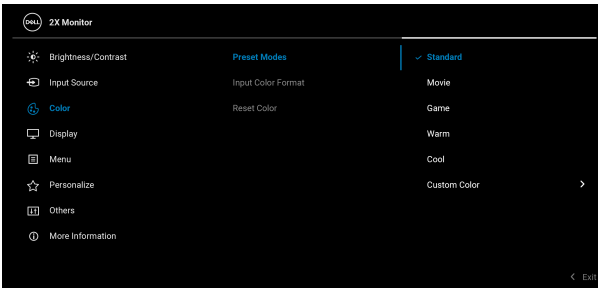 DELL 2X Monitor
Brightness/Contrast Preset Modes Standard
Input Source Input Color Format Movie
Color Reset Color Game
Display Warm
Menu Cool
Personalize Custom Color
Others
More Information
Exit